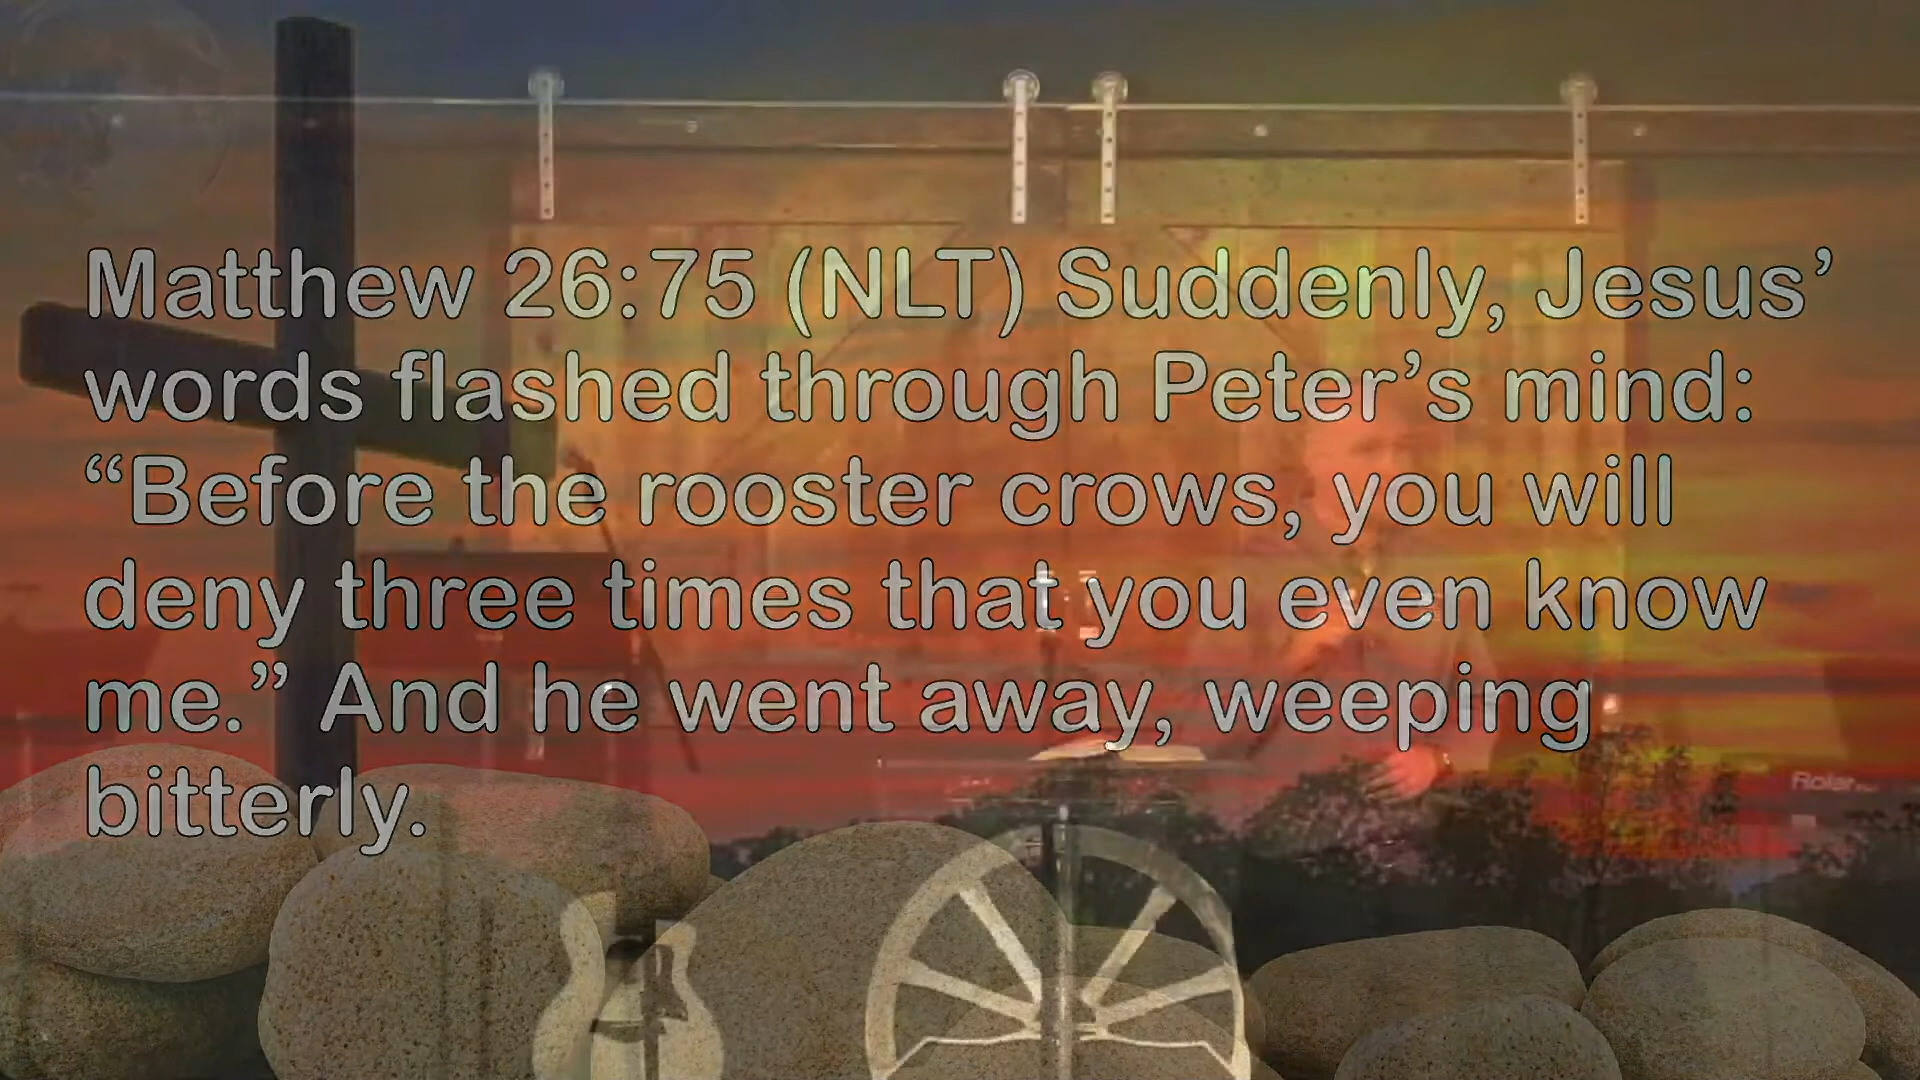 Matthew 26:75 (NLT) Suddenly, Jesus’
words flashed through Peter’s mind:
“Before the rooster crows, you will
deny three times that you even know
me.” And he went away, weeping
bitterly.